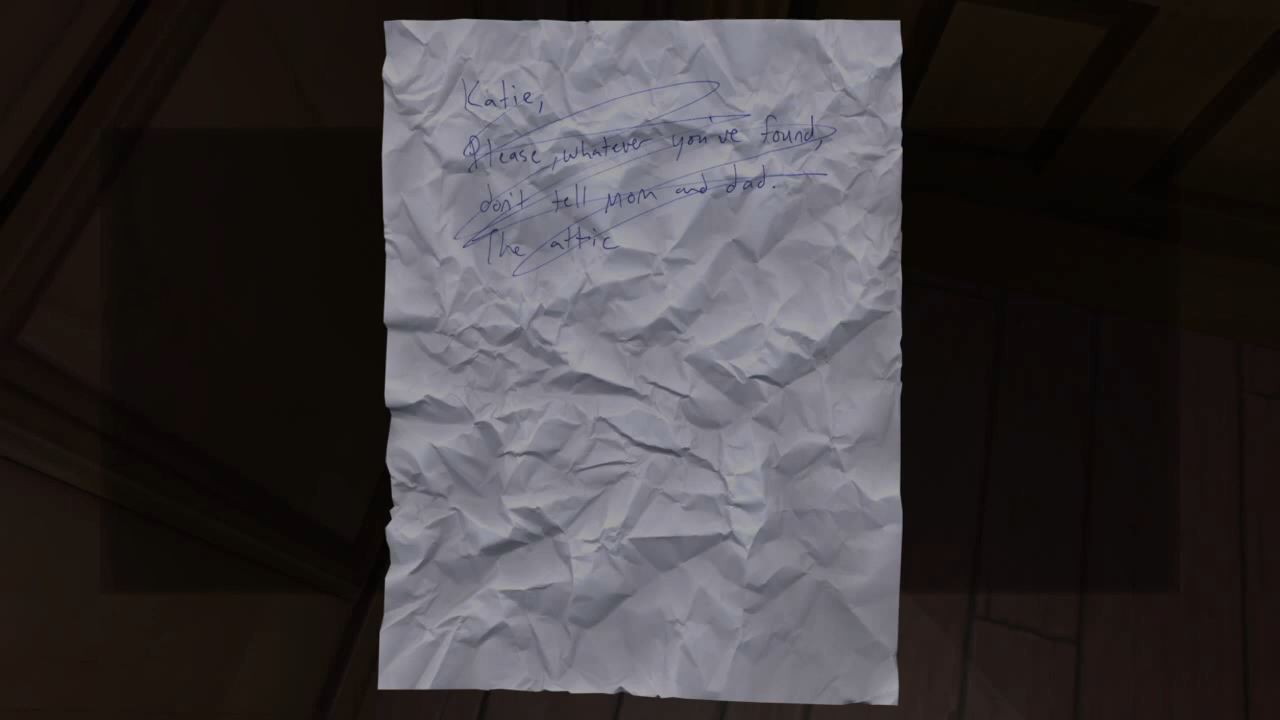 Katie,
Please, whatever you've found,
don't tell Mom and dad.
The attic